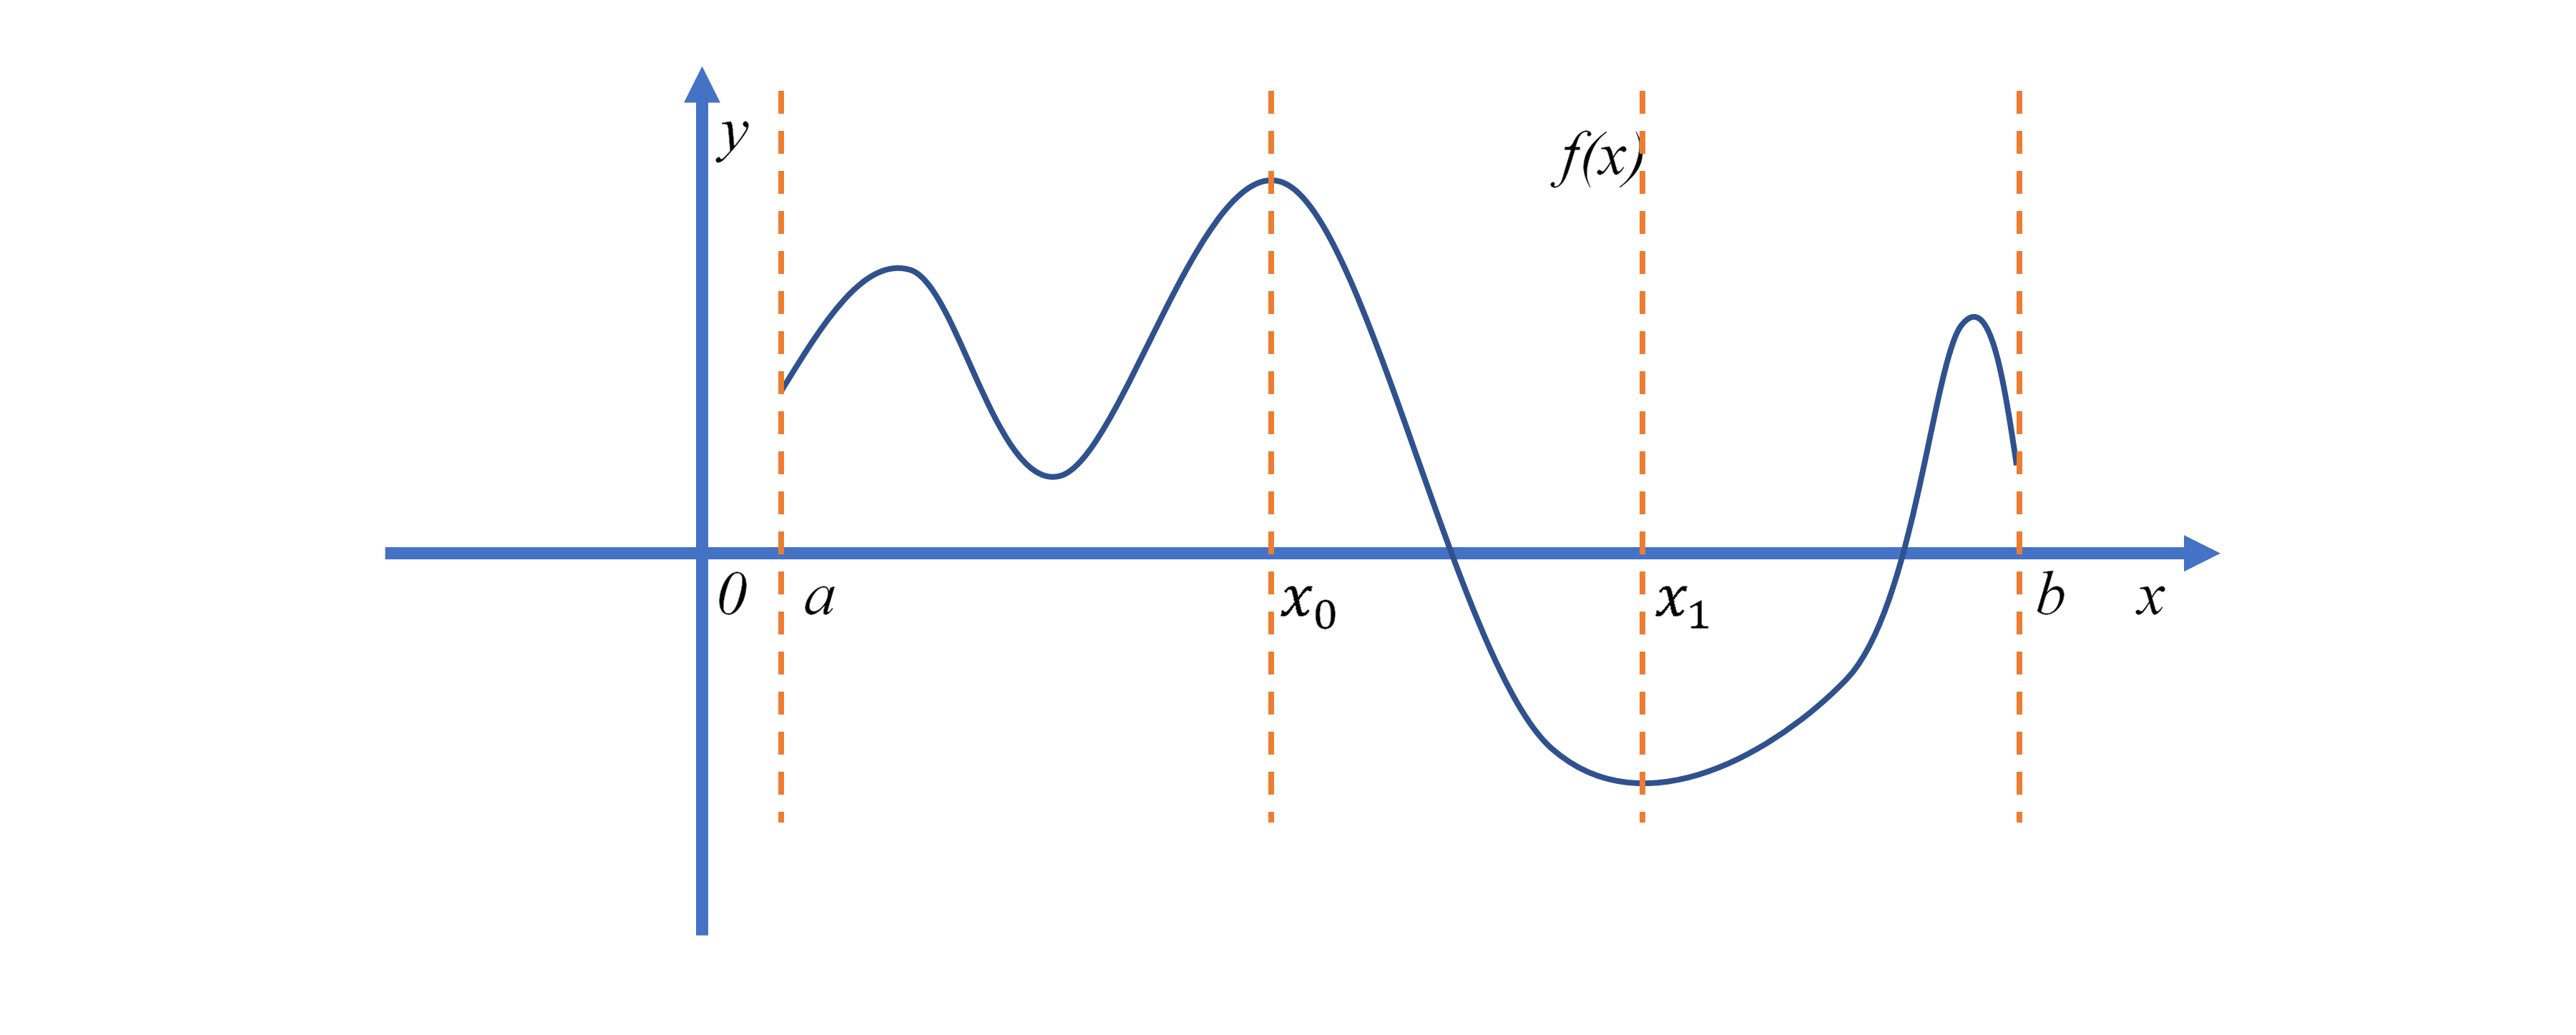 y
f(x)
0 a x₀ x₁ b x